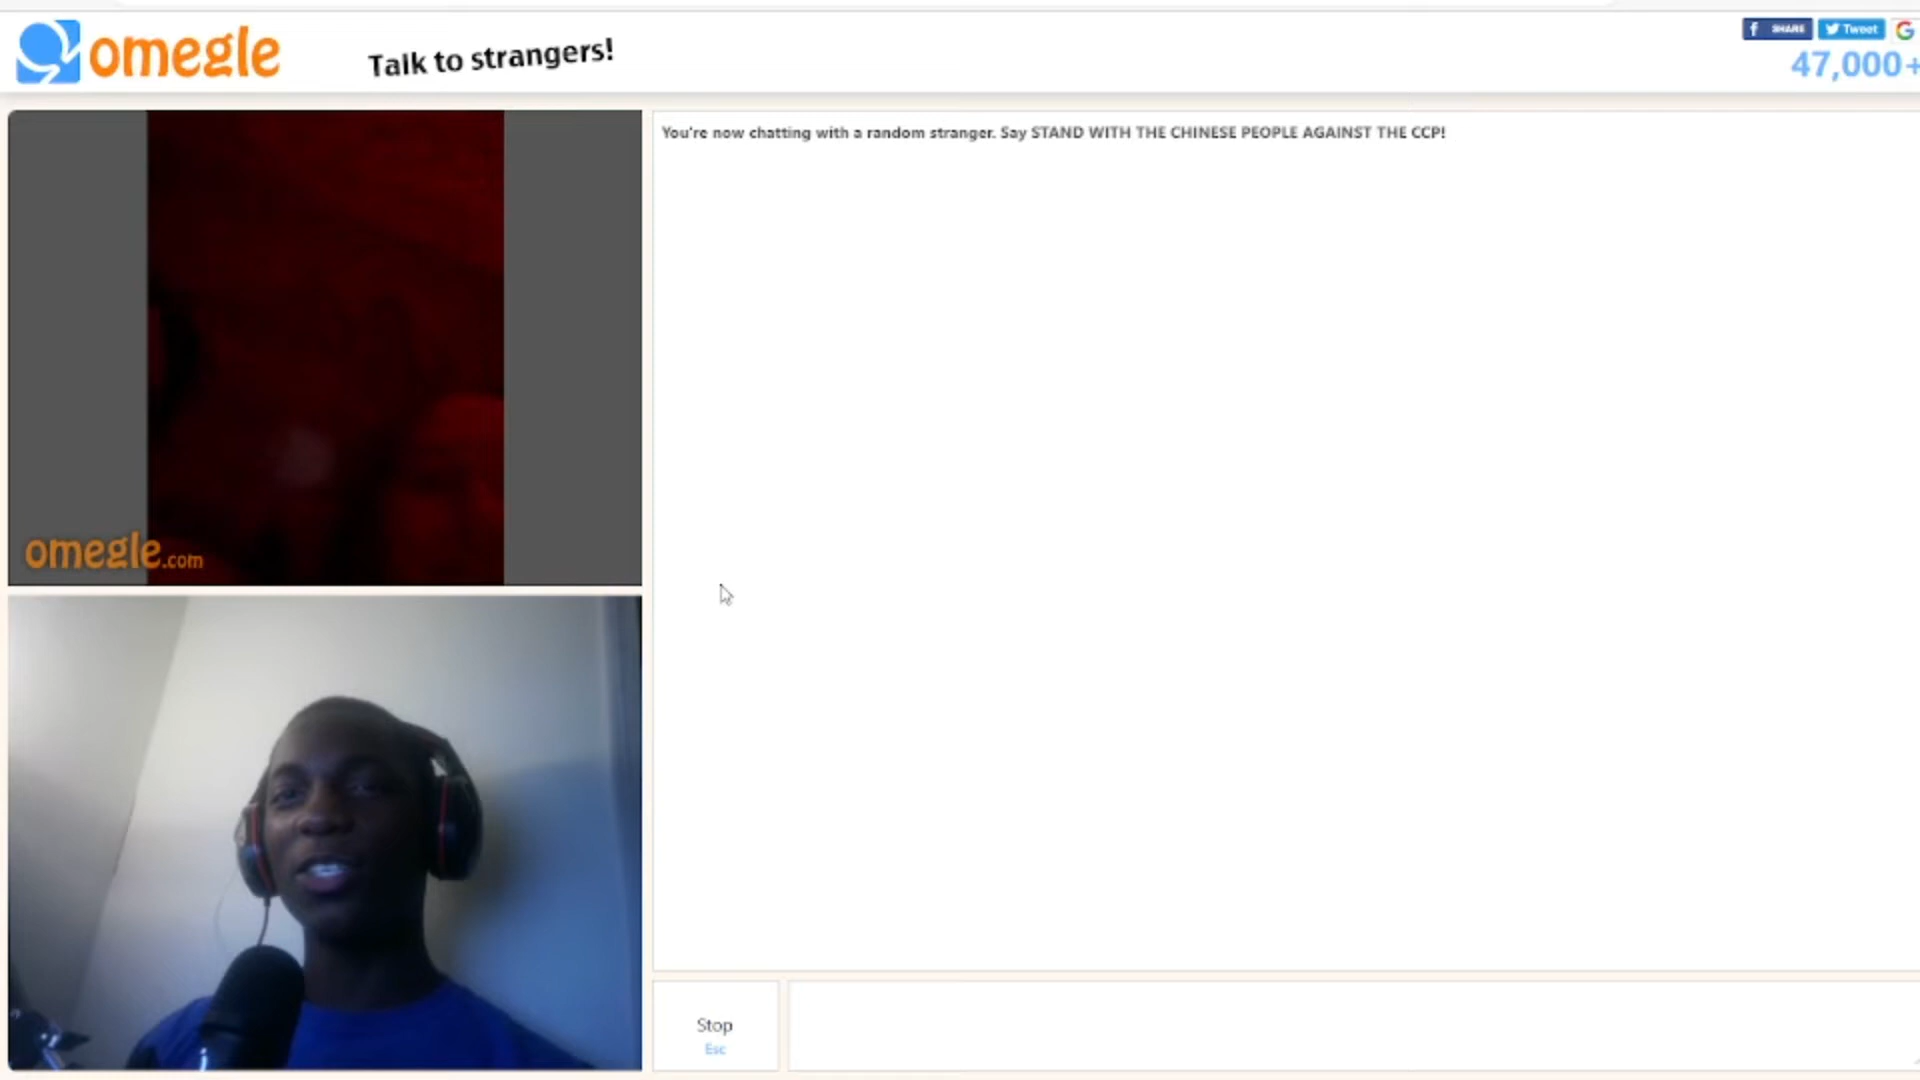 omegle
Talk to strangers!
SHARE
Tweet
47,000+
You're now chatting with a random stranger. Say STAND WITH THE CHINESE PEOPLE AGAINST THE CCP!
omegle.com
Stop
Esc